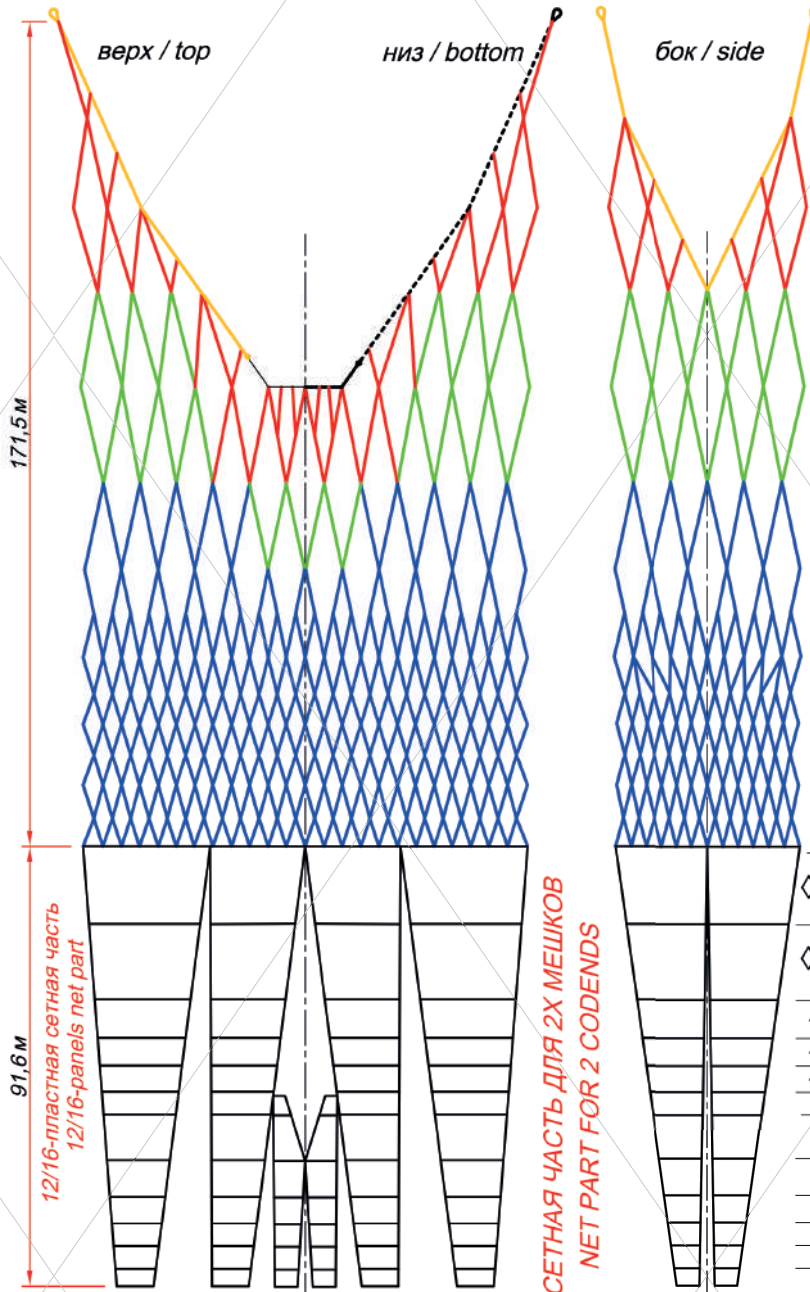 верх / top
низ / bottom
бок / side
171,5 м
91,6 м
12/16-пластная сетная часть
12/16-panels net part
СЕТНАЯ ЧАСТЬ ДЛЯ 2Х МЕШКОВ
NET PART FOR 2 CODENDS